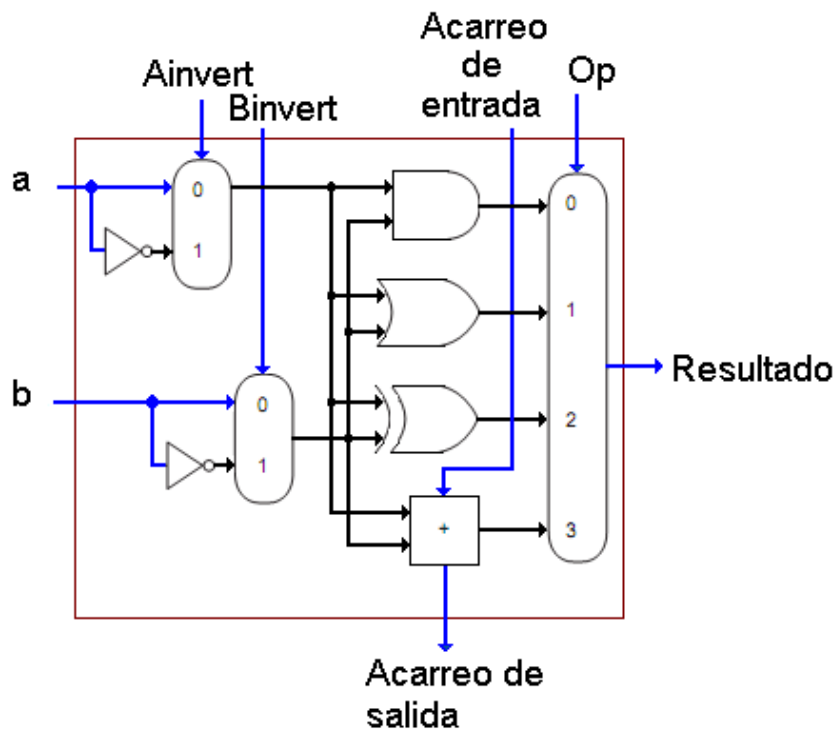 Ainvert
Binvert
Acarreo
de
entrada
Op
a
0
1
b
0
1
+
0
1
2
3
Resultado
Acarreo de
salida